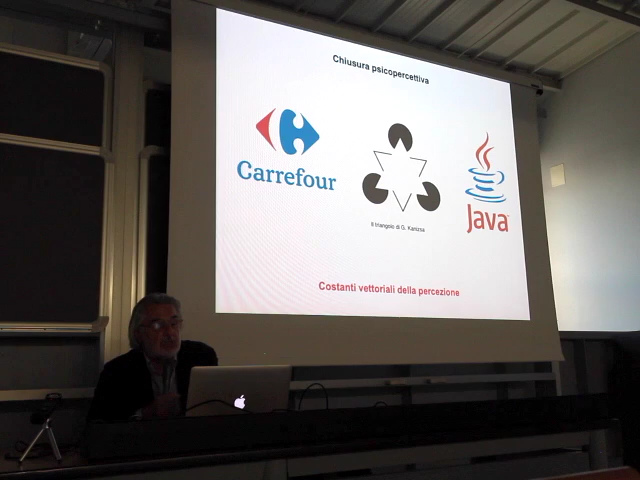 Chiusura psicopercettiva
Carrefour
Il triangolo di G. Kanizsa
Java
Costanti vettoriali della percezione